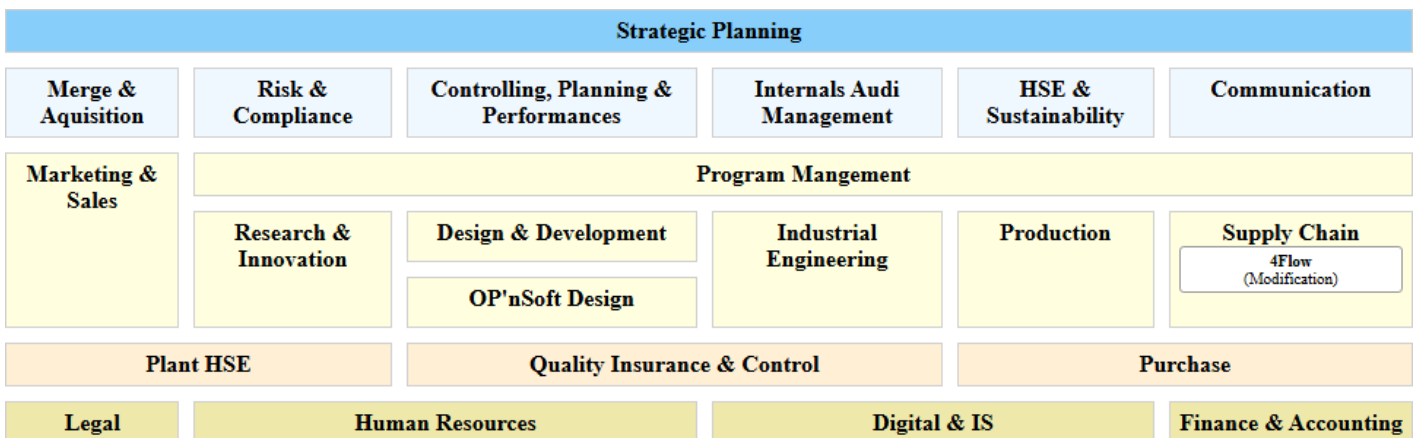 Strategic Planning
Merge &
Aquisition
Risk &
Compliance
Controlling, Planning &
Performances
Internals Audi
Management
HSE &
Sustainability
Communication
Marketing &
Sales
Program Mangement
Research &
Innovation
Design & Development
OP'nSoft Design
Industrial
Engineering
Production
Supply Chain
4Flow
(Modification)
Plant HSE
Quality Insurance & Control
Purchase
Legal
Human Resources
Digital & IS
Finance & Accounting